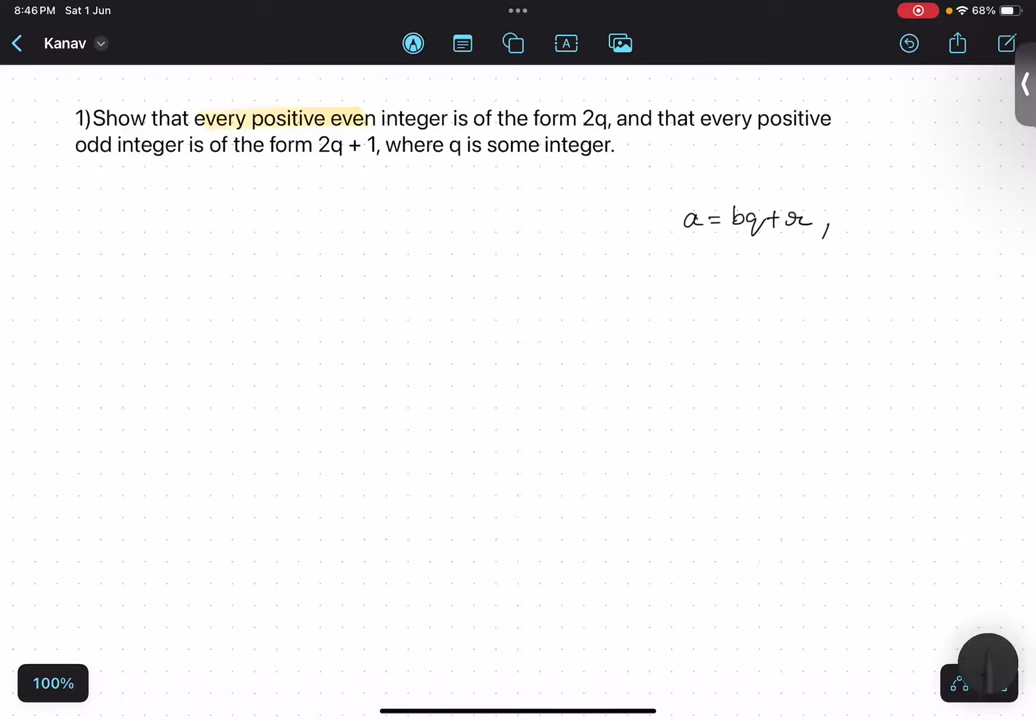 8:46 PM Sat 1 Jun 68%
Kanav
1)Show that every positive even integer is of the form 2q, and that every positive
odd integer is of the form 2q + 1, where q is some integer.
a = bq + r ,
100%